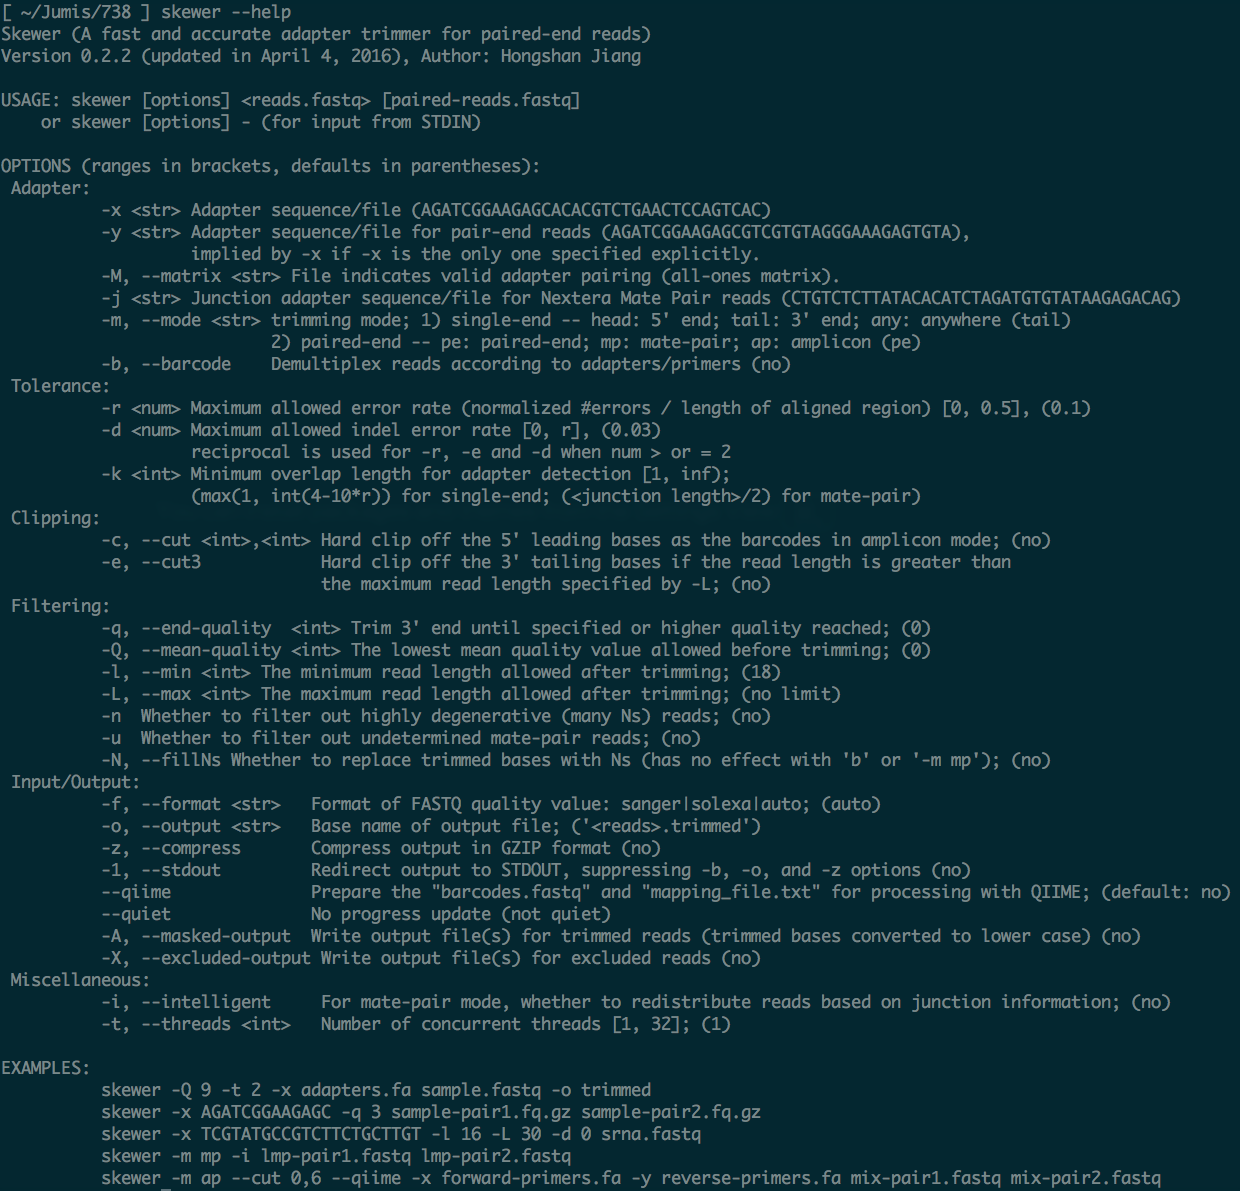 [ ~/Jumis/738 ] skewer --help
Skewer (A fast and accurate adapter trimmer for paired-end reads)
Version 0.2.2 (updated in April 4, 2016), Author: Hongshan Jiang

USAGE: skewer [options] <reads.fastq> [paired-reads.fastq]
    or skewer [options] - (for input from STDIN)

OPTIONS (ranges in brackets, defaults in parentheses):
 Adapter:
          -x <str> Adapter sequence/file (AGATCGGAAGAGCACACGTCTGAACTCCAGTCAC)
          -y <str> Adapter sequence/file for pair-end reads (AGATCGGAAGAGCGTCGTGTAGGGAAAGAGTGTA),
                   implied by -x if -x is the only one specified explicitly.
          -M, --matrix <str> File indicates valid adapter pairing (all-ones matrix).
          -j <str> Junction adapter sequence/file for Nextera Mate Pair reads (CTGTCTCTTATACACATCTAGATGTGTATAAGAGACAG)
          -m, --mode <str> trimming mode; 1) single-end -- head: 5' end; tail: 3' end; any: anywhere (tail)
                           2) paired-end -- pe: paired-end; mp: mate-pair; ap: amplicon (pe)
          -b, --barcode    Demultiplex reads according to adapters/primers (no)
 Tolerance:
          -r <num> Maximum allowed error rate (normalized #errors / length of aligned region) [0, 0.5], (0.1)
          -d <num> Maximum allowed indel error rate [0, r], (0.03)
                   reciprocal is used for -r, -e and -d when num > or = 2
          -k <int> Minimum overlap length for adapter detection [1, inf);
                   (max(1, int(4-10*r)) for single-end; (<junction length>/2) for mate-pair)
 Clipping:
          -c, --cut <int>,<int> Hard clip off the 5' leading bases as the barcodes in amplicon mode; (no)
          -e, --cut3            Hard clip off the 3' tailing bases if the read length is greater than
                                the maximum read length specified by -L; (no)
 Filtering:
          -q, --end-quality  <int> Trim 3' end until specified or higher quality reached; (0)
          -Q, --mean-quality <int> The lowest mean quality value allowed before trimming; (0)
          -l, --min <int> The minimum read length allowed after trimming; (18)
          -L, --max <int> The maximum read length allowed after trimming; (no limit)
          -n  Whether to filter out highly degenerative (many Ns) reads; (no)
          -u  Whether to filter out undetermined mate-pair reads; (no)
          -N, --fillNs Whether to replace trimmed bases with Ns (has no effect with 'b' or '-m mp'); (no)
 Input/Output:
          -f, --format <str>   Format of FASTQ quality value: sanger|solexa|auto; (auto)
          -o, --output <str>   Base name of output file; ('<reads>.trimmed')
          -z, --compress       Compress output in GZIP format (no)
          -1, --stdout         Redirect output to STDOUT, suppressing -b, -o, and -z options (no)
          --qiime              Prepare the "barcodes.fastq" and "mapping_file.txt" for processing with QIIME; (default: no)
          --quiet              No progress update (not quiet)
          -A, --masked-output  Write output file(s) for trimmed reads (trimmed bases converted to lower case) (no)
          -X, --excluded-output Write output file(s) for excluded reads (no)
 Miscellaneous:
          -i, --intelligent     For mate-pair mode, whether to redistribute reads based on junction information; (no)
          -t, --threads <int>   Number of concurrent threads [1, 32]; (1)

EXAMPLES:
          skewer -Q 9 -t 2 -x adapters.fa sample.fastq -o trimmed
          skewer -x AGATCGGAAGAGC -q 3 sample-pair1.fq.gz sample-pair2.fq.gz
          skewer -x TCGTATGCCGTCTTCTGCTTGT -l 16 -L 30 -d 0 srna.fastq
          skewer -m mp -i lmp-pair1.fastq lmp-pair2.fastq
          skewer -m ap --cut 0,6 --qiime -x forward-primers.fa -y reverse-primers.fa mix-pair1.fastq mix-pair2.fastq